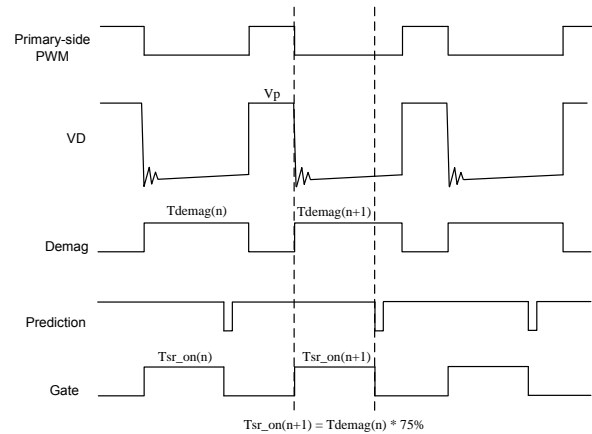 Primary-side
PWM
Vp
VD
Tdemag(n)
Tdemag(n+1)
Demag
Prediction
Tsr_on(n)
Tsr_on(n+1)
Gate
Tsr_on(n+1) = Tdemag(n) * 75%